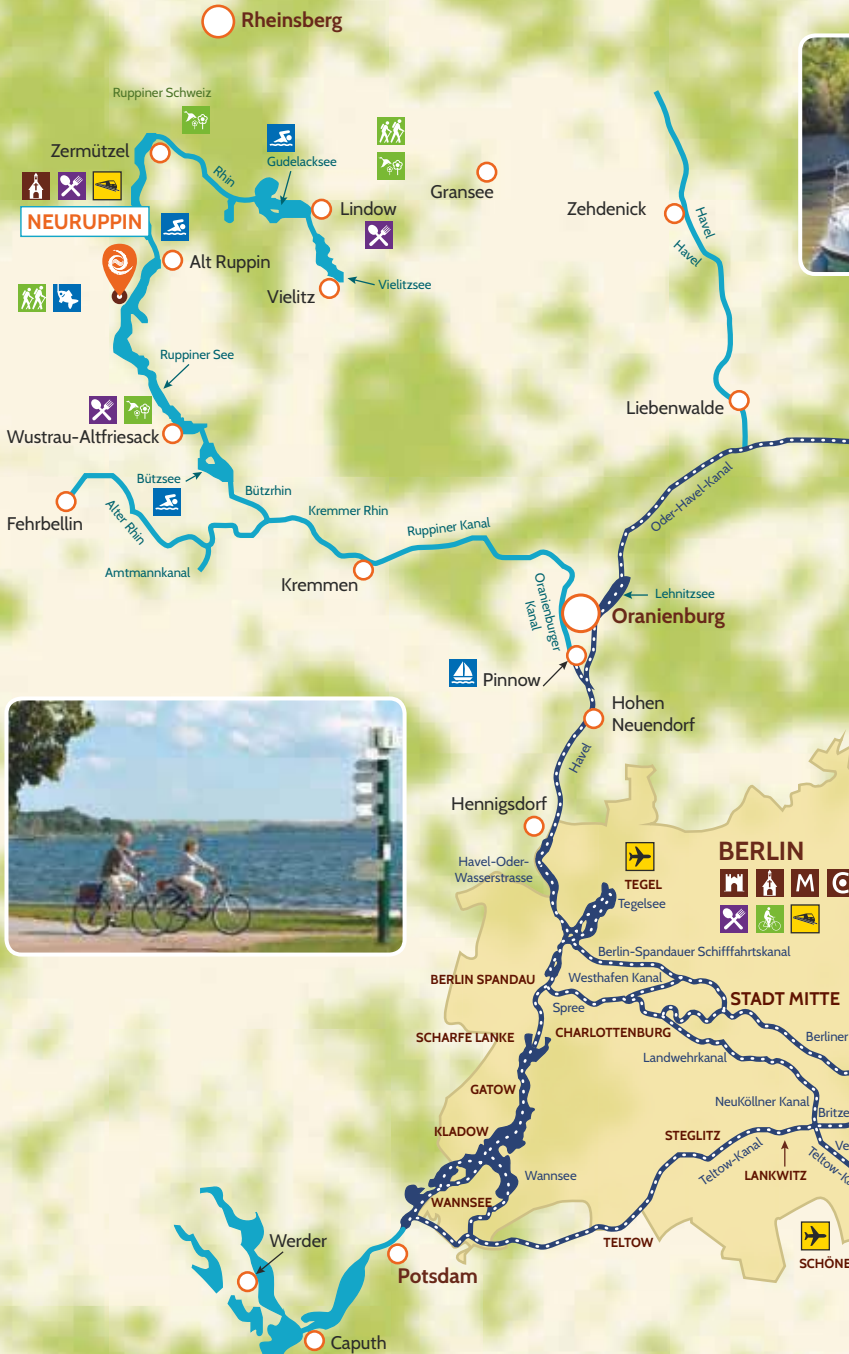 Rheinsberg
Ruppiner Schweiz
Zermützel
Rhin
Gudelacksee
Gransee
Lindow
Zehdenick
Havel
Havel
NEURUPPIN
Alt Ruppin
Vielitz
Vielitzsee
Ruppiner See
Liebenwalde
Wustrau-Altfriesack
Oder-Havel-Kanal
Bützsee
Bützrhin
Fehrbellin
Alter Rhin
Kremmer Rhin
Ruppiner Kanal
Amtmannkanal
Kremmen
Oranienburger
Kanal
Lehnitzsee
Oranienburg
Pinnow
Hohen
Neuendorf
Havel
Hennigsdorf
BERLIN
M
Havel-Oder-
Wasserstrasse
TEGEL
Tegelsee
Berlin-Spandauer Schifffahrtskanal
BERLIN SPANDAU
Westhafen Kanal
STADT MITTE
Spree
SCHARFE LANKE
CHARLOTTENBURG
Berliner
Landwehrkanal
GATOW
NeuKöllner Kanal
Britze
KLADOW
STEGLITZ
Ve
Teltow-Kanal
Teltow-Ka
LANKWITZ
Wannsee
WANNSEE
TELTOW
SCHÖNE
Werder
Potsdam
Caputh